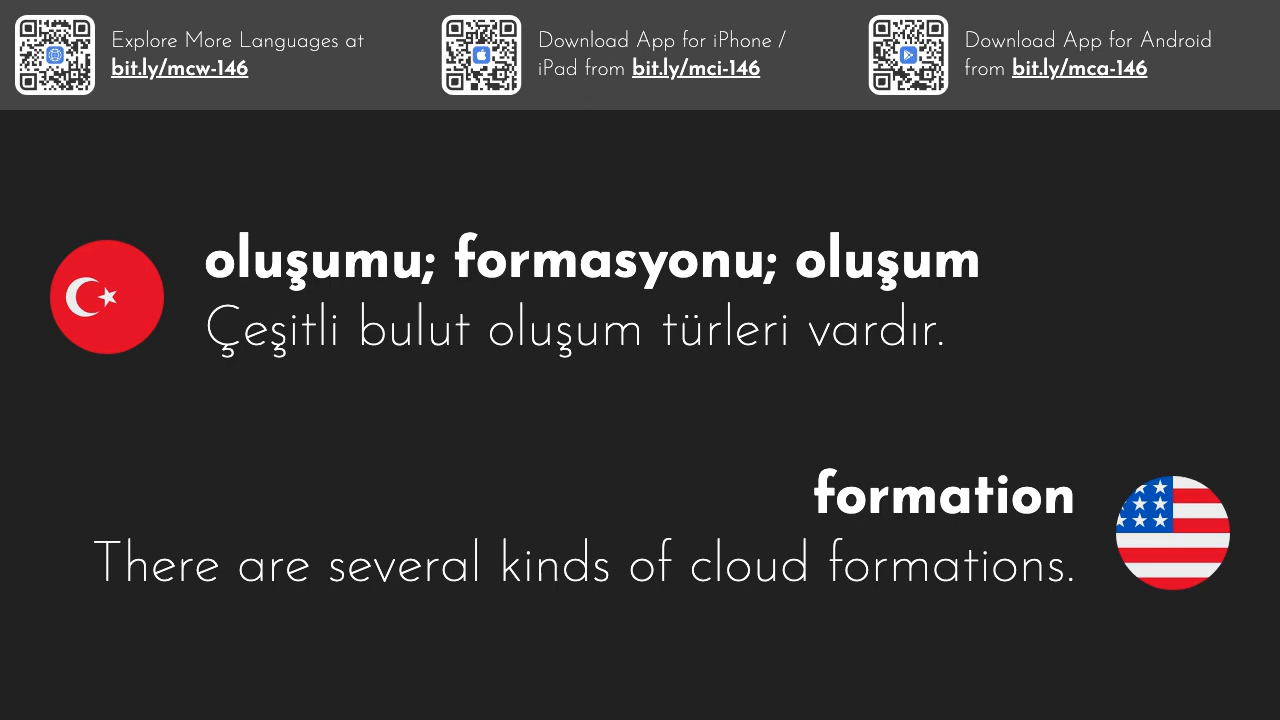 Explore More Languages at
bit.ly/mcw-146
Download App for iPhone /
iPad from bit.ly/mci-146
Download App for Android
from bit.ly/mca-146
oluşumu; formasyonu; oluşum
Çeşitli bulut oluşum türleri vardır.
formation
There are several kinds of cloud formations.